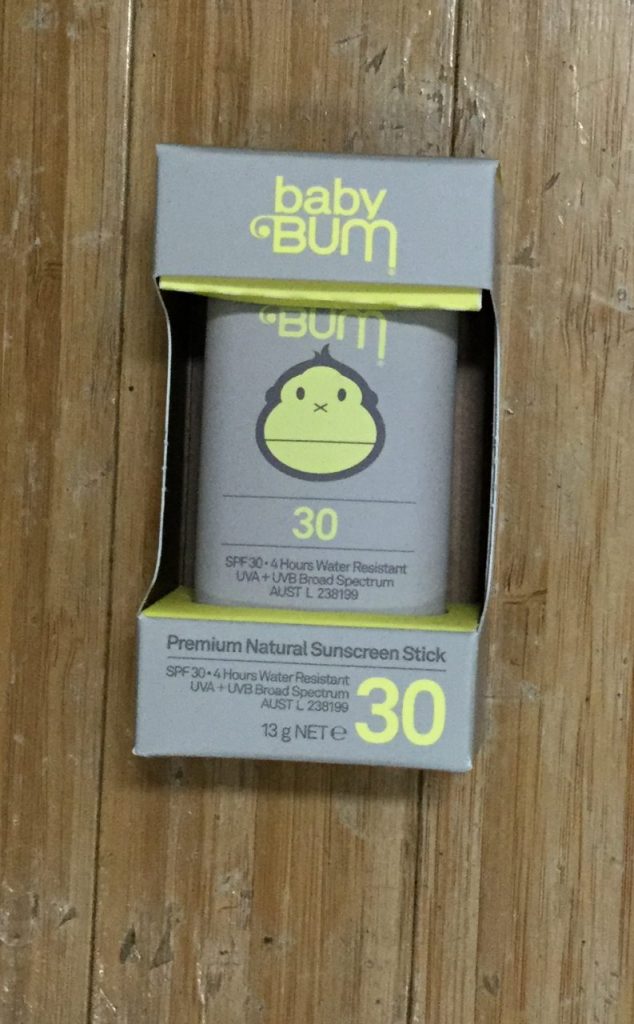 baby
BUM
BUM
30
SPF 30 • 4 Hours Water Resistant
UVA + UVB Broad Spectrum
AUST L 238199
Premium Natural Sunscreen Stick
SPF 30 • 4 Hours Water Resistant
UVA + UVB Broad Spectrum
AUST L 238199
30
13 g NET ℮